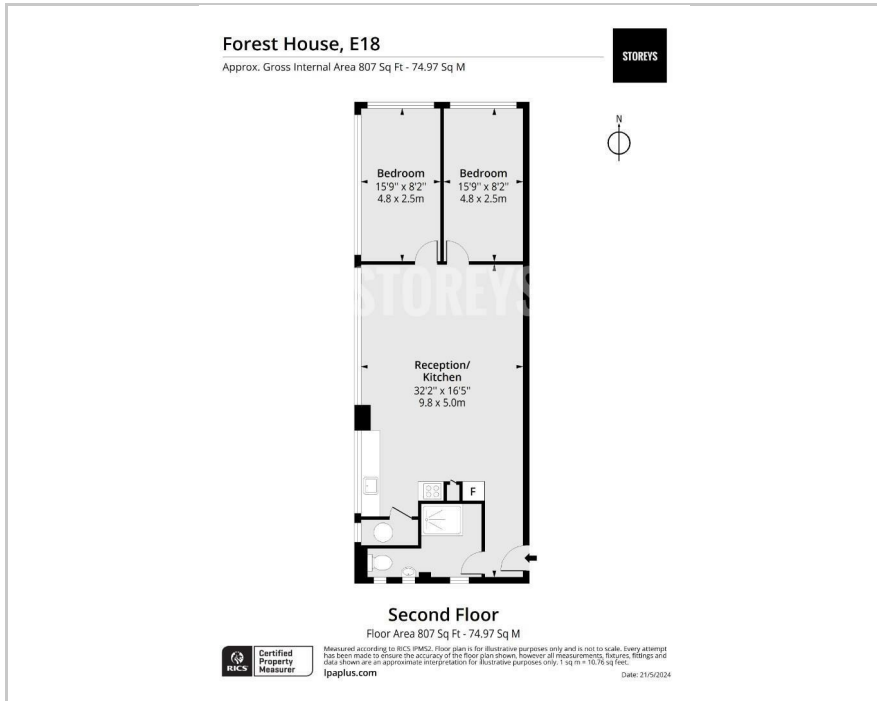 Forest House, E18
Approx. Gross Internal Area 807 Sq Ft - 74.97 Sq M
STOREYS
N
Bedroom
15'9" x 8'2"
4.8 x 2.5m
Bedroom
15'9" x 8'2"
4.8 x 2.5m
STOREYS
Reception/
Kitchen
32'2" x 16'5"
9.8 x 5.0m
F
Second Floor
Floor Area 807 Sq Ft - 74.97 Sq M
RICS
Certified
Property
Measurer
Measured according to RICS IPMS2. Floor plan is for illustrative purposes only and is not to scale. Every attempt
has been made to ensure the accuracy of the floor plan shown, however all measurements, fixtures, fittings and
data shown are an approximate interpretation for illustrative purposes only. 1 sq m = 10.76 sq feet.
lpaplus.com
Date: 21/5/2024